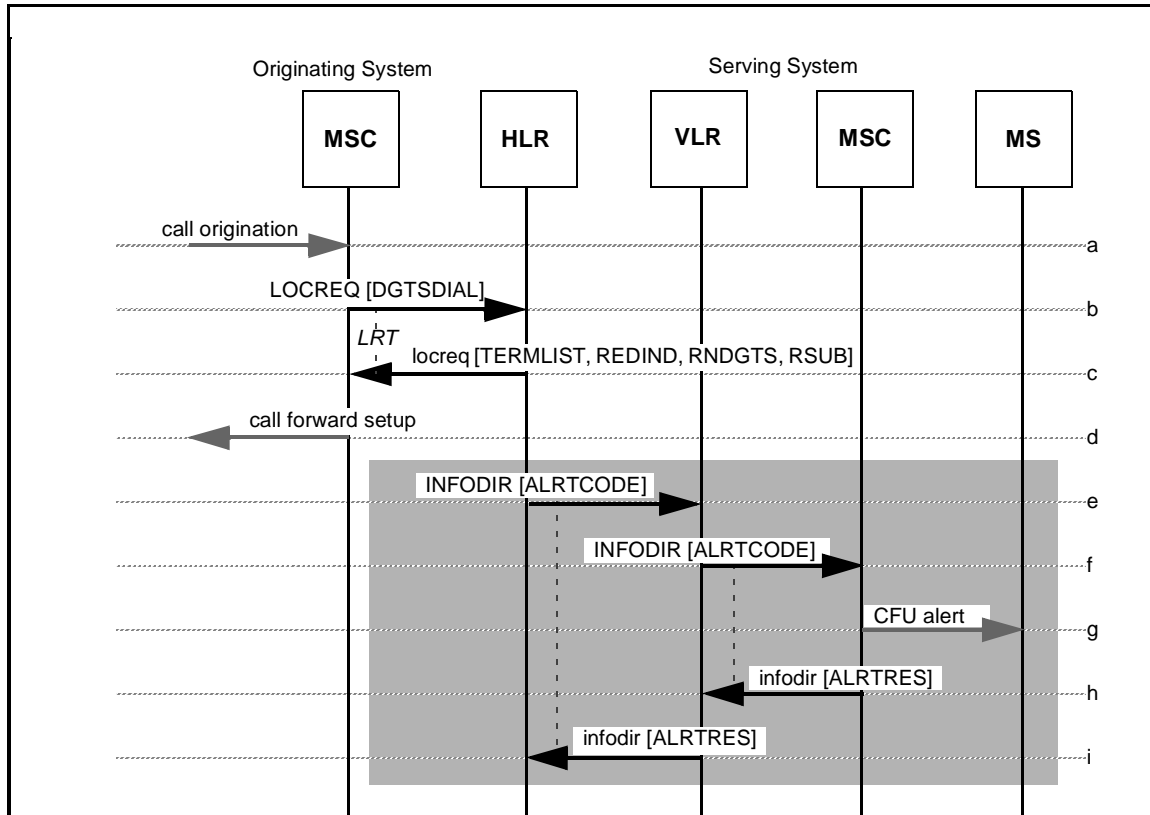 Originating System
Serving System
MSC
HLR
VLR
MSC
MS
call origination
a
LOCREQ [DGTSDIAL]
b
LRT
locreq [TERMLIST, REDIND, RNDGTS, RSUB]
c
call forward setup
d
INFODIR [ALRTCODE]
e
INFODIR [ALRTCODE]
f
CFU alert
g
infodir [ALRTRES]
h
infodir [ALRTRES]
i